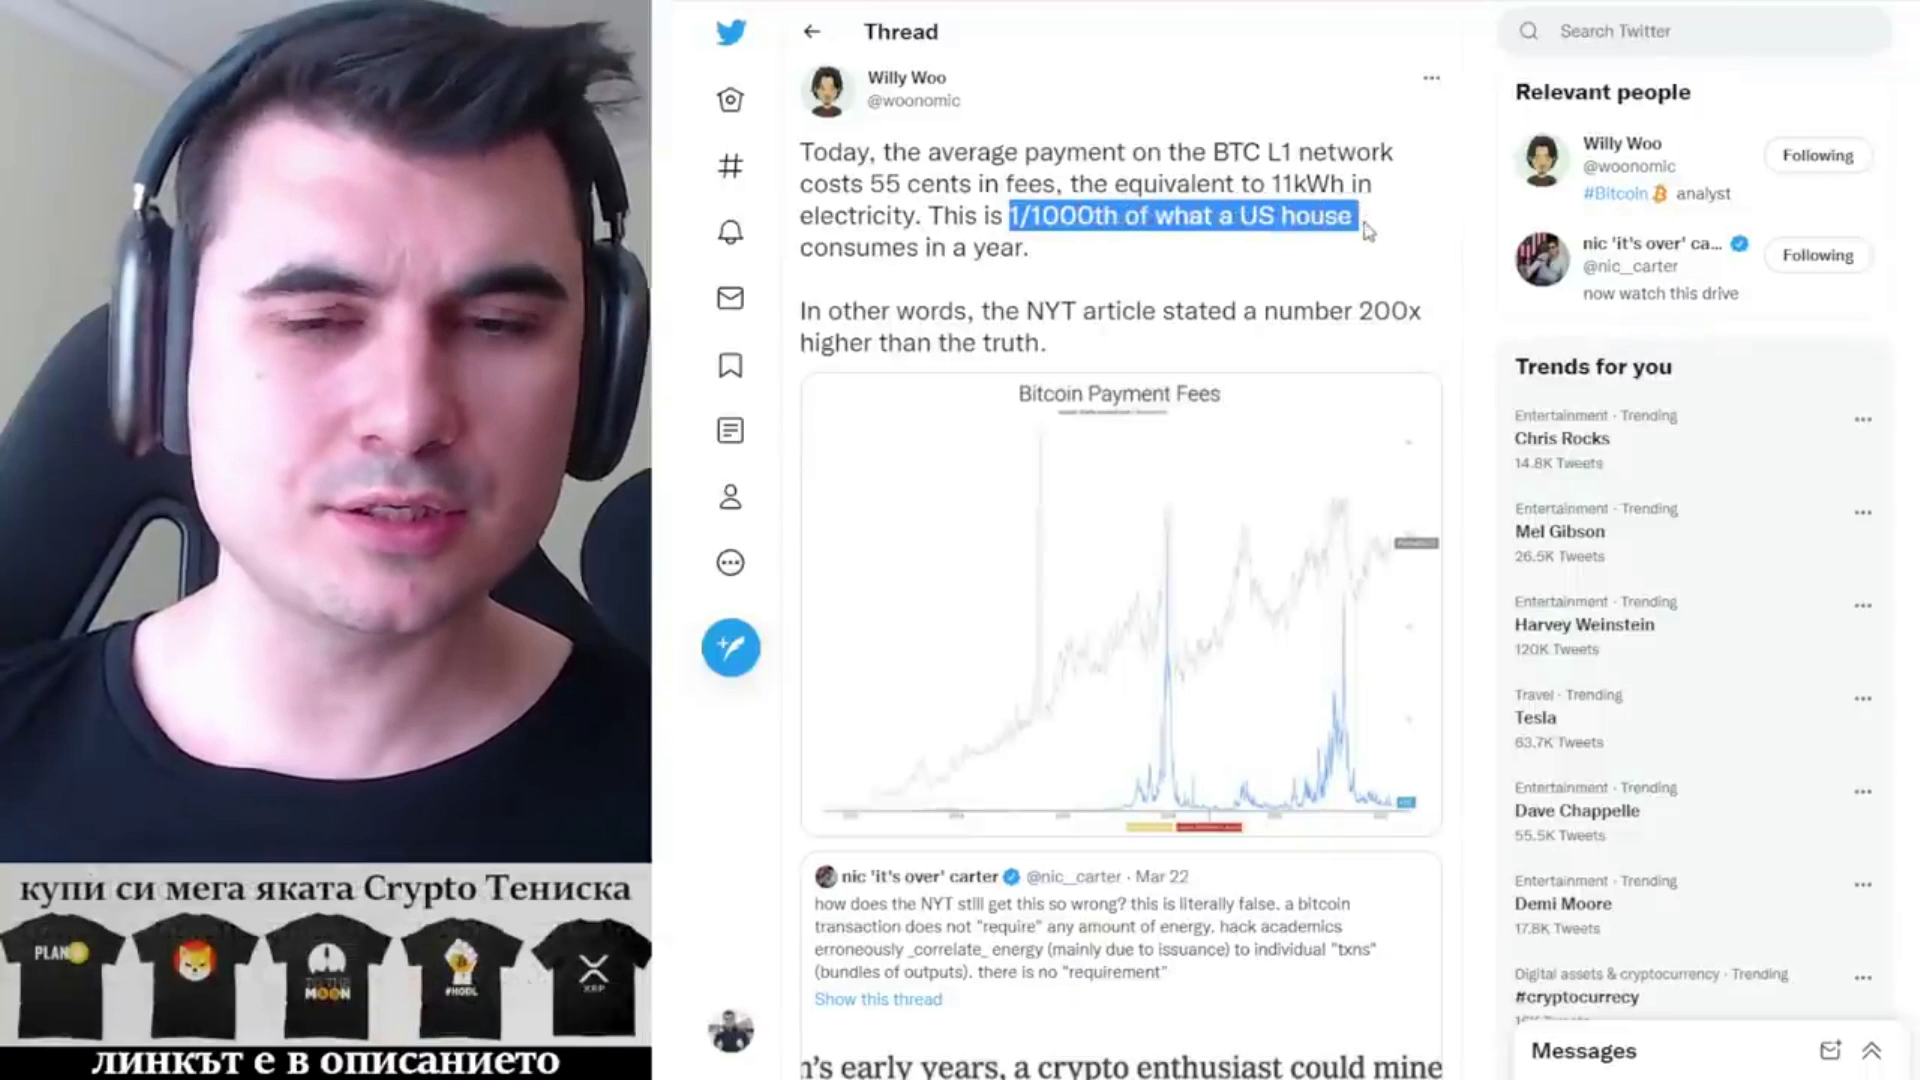 Thread
Willy Woo
@woonomic
Today, the average payment on the BTC L1 network
costs 55 cents in fees, the equivalent to 11kWh in
electricity. This is 1/1000th of what a US house
consumes in a year.
In other words, the NYT article stated a number 200x
higher than the truth.
Bitcoin Payment Fees
nic 'it's over' carter @nic__carter · Mar 22
how does the NYT still get this so wrong? this is literally false. a bitcoin
transaction does not "require" any amount of energy. hack academics
erroneously _correlate_ energy (mainly due to issuance) to individual "txns"
(bundles of outputs). there is no "requirement"
Show this thread
n's early years, a crypto enthusiast could mine
Search Twitter
Relevant people
Willy Woo
@woonomic
Following
#Bitcoin analyst
nic 'it's over' ca...
@nic__carter
Following
now watch this drive
Trends for you
Entertainment · Trending
Chris Rocks
14.8K Tweets
Entertainment · Trending
Mel Gibson
26.5K Tweets
Entertainment · Trending
Harvey Weinstein
120K Tweets
Travel · Trending
Tesla
63.7K Tweets
Entertainment · Trending
Dave Chappelle
55.5K Tweets
Entertainment · Trending
Demi Moore
17.8K Tweets
Digital assets & cryptocurrency · Trending
#cryptocurrecy
Messages
купи си мега яката Crypto Тениска
PLAN
TO THE
MOON
#HODL
XRP
линкът е в описанието